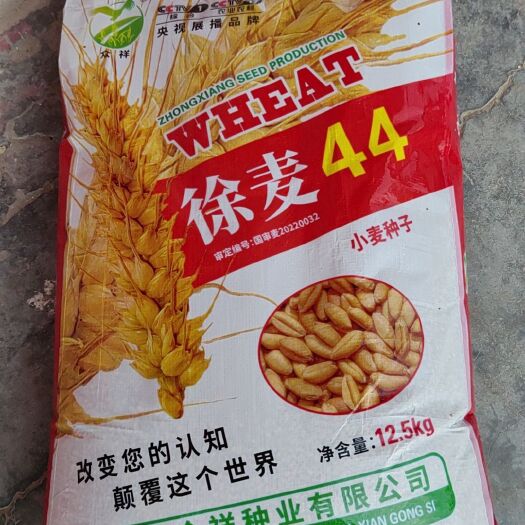 众祥
央视展播品牌
ZHONGXIANG SEED PRODUCTION
WHEAT
徐麦44
审定编号:国审麦20220032
小麦种子
改变您的认知
颠覆这个世界
净含量:12.5kg
祥种业有限公司
XIAN GONG SI